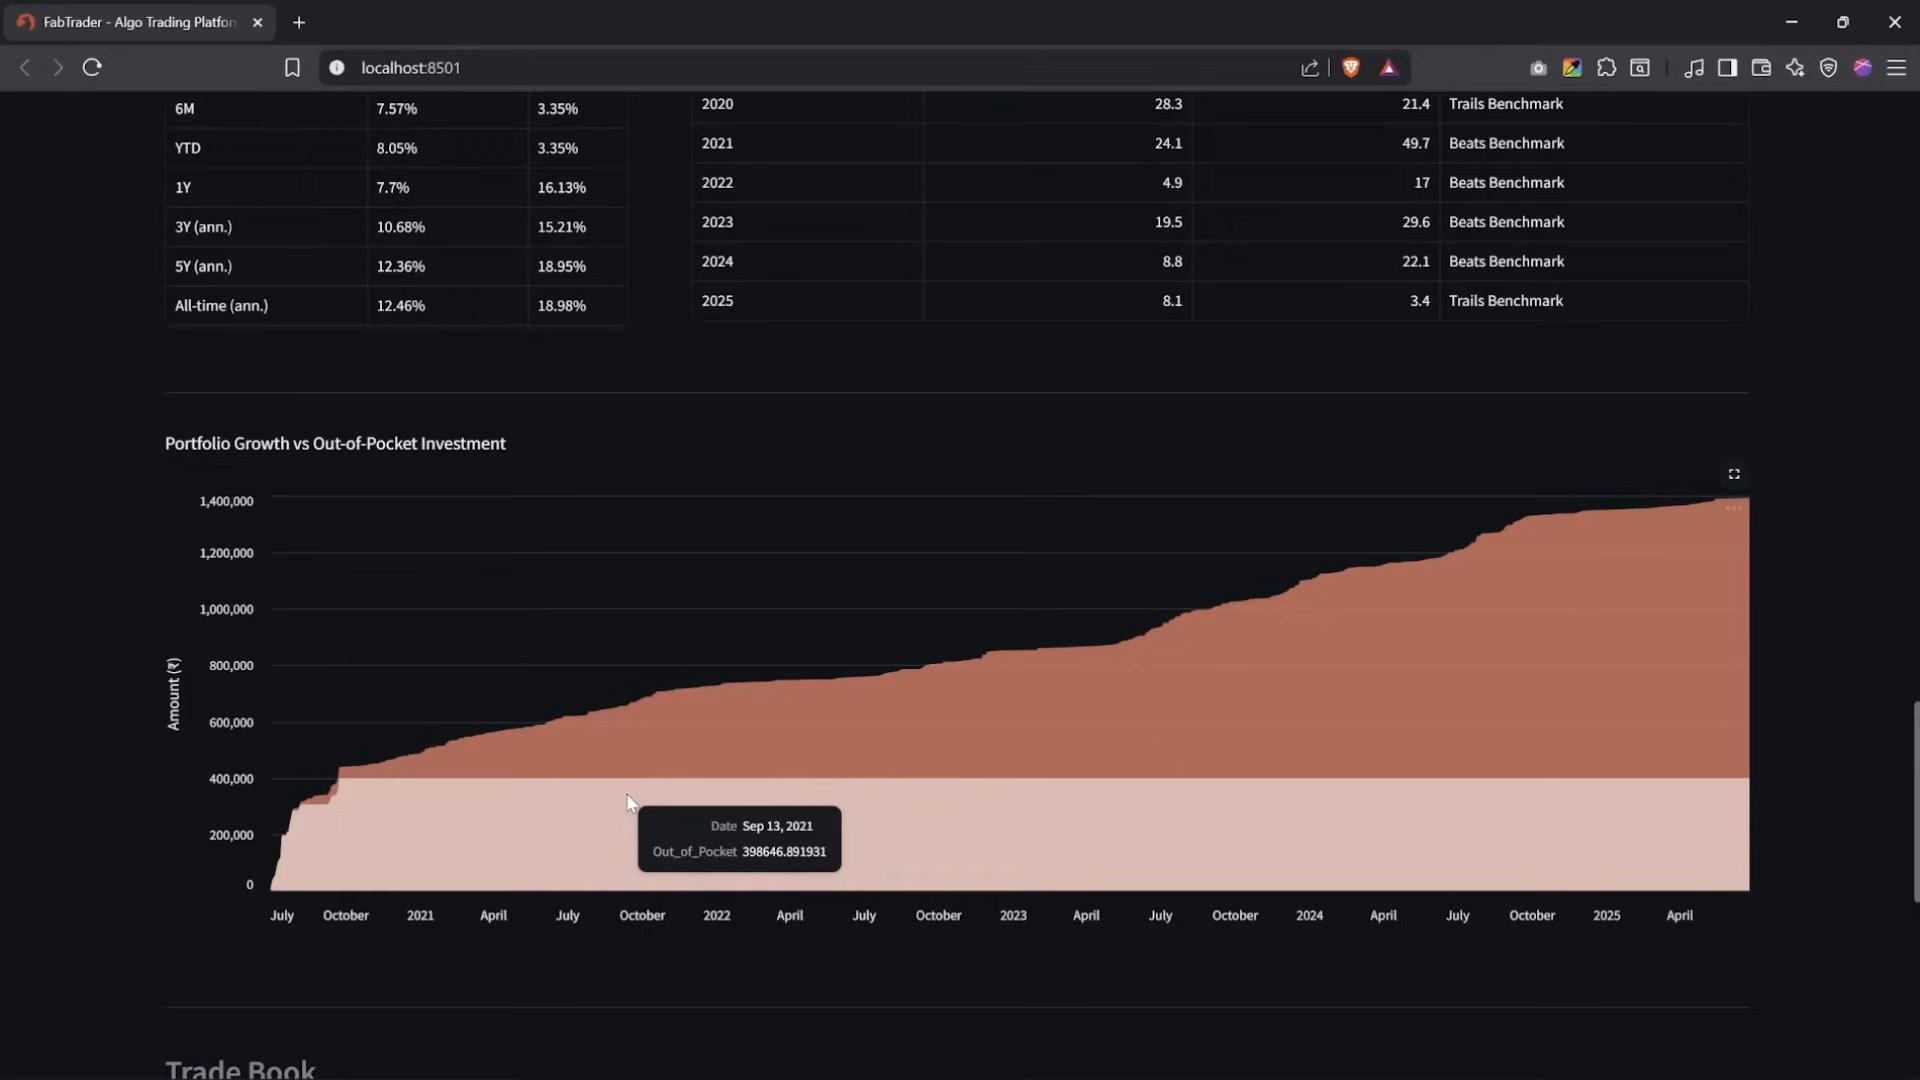 FabTrader - Algo Trading Platfor
localhost:8501
6M 7.57% 3.35%
YTD 8.05% 3.35%
1Y 7.7% 16.13%
3Y (ann.) 10.68% 15.21%
5Y (ann.) 12.36% 18.95%
All-time (ann.) 12.46% 18.98%
2020 28.3 21.4 Trails Benchmark
2021 24.1 49.7 Beats Benchmark
2022 4.9 17 Beats Benchmark
2023 19.5 29.6 Beats Benchmark
2024 8.8 22.1 Beats Benchmark
2025 8.1 3.4 Trails Benchmark
Portfolio Growth vs Out-of-Pocket Investment
1,400,000
1,200,000
1,000,000
800,000
600,000
400,000
200,000
0
Amount (₹)
Date Sep 13, 2021
Out_of_Pocket 398646.891931
July October 2021 April July October 2022 April July October 2023 April July October 2024 April July October 2025 April
Trade Book